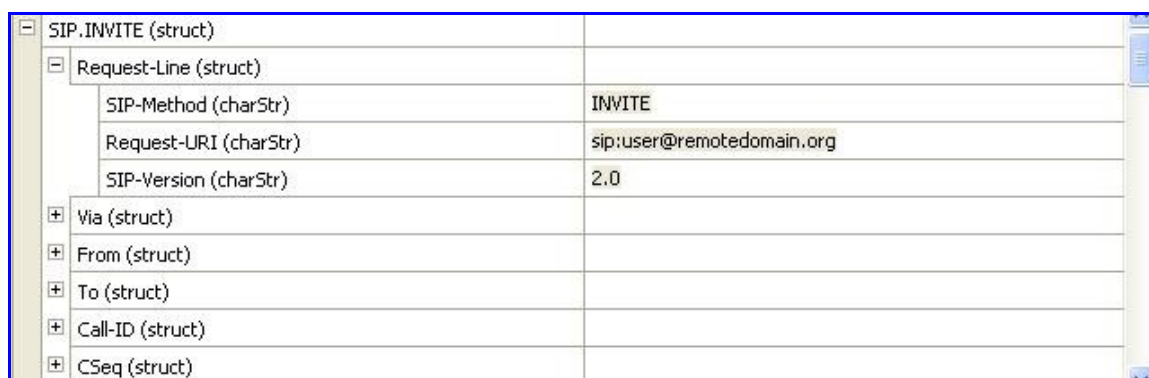 SIP.INVITE (struct)
Request-Line (struct)
SIP-Method (charStr) INVITE
Request-URI (charStr) sip:user@remotedomain.org
SIP-Version (charStr) 2.0
Via (struct)
From (struct)
To (struct)
Call-ID (struct)
CSeq (struct)